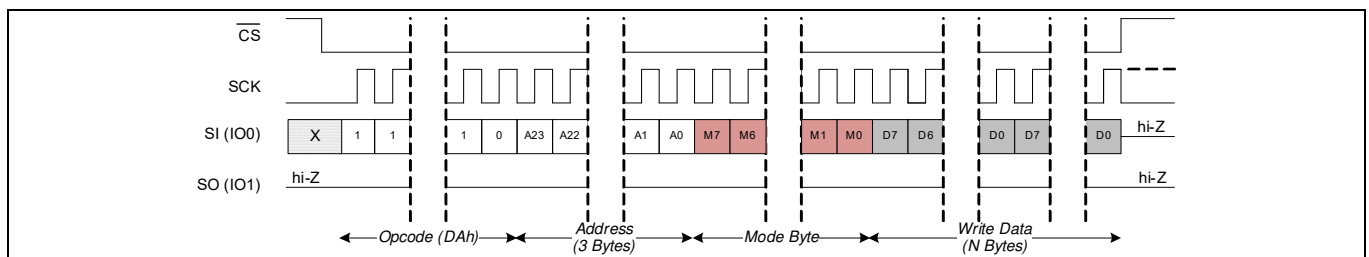 CS
SCK
SI (IO0) X 1 1 1 0 A23 A22 A1 A0 M7 M6 M1 M0 D7 D6 D0 D7 D0 hi-Z
SO (IO1) hi-Z hi-Z
Opcode (DAh) Address (3 Bytes) Mode Byte Write Data (N Bytes)